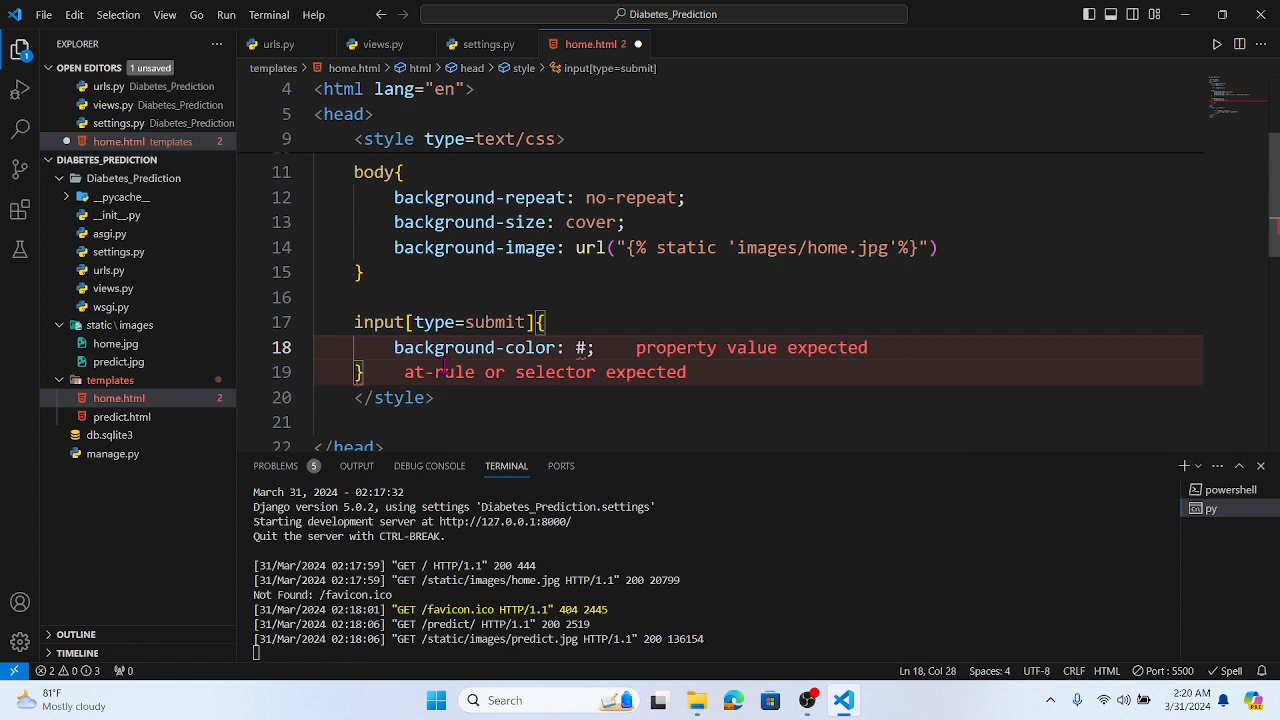 File Edit Selection View Go Run Terminal Help
Diabetes_Prediction
EXPLORER
OPEN EDITORS 1 unsaved
urls.py Diabetes_Prediction
views.py Diabetes_Prediction
settings.py Diabetes_Prediction
home.html templates 2
DIABETES_PREDICTION
Diabetes_Prediction
__pycache__
__init__.py
asgi.py
settings.py
urls.py
views.py
wsgi.py
static\images
home.jpg
predict.jpg
templates
home.html 2
predict.html
db.sqlite3
manage.py
OUTLINE
TIMELINE
urls.py views.py settings.py home.html 2
templates > home.html > html > head > style > input[type=submit]
4 <html lang="en">
5 <head>
9 <style type=text/css>
11 body{
12 background-repeat: no-repeat;
13 background-size: cover;
14 background-image: url("{% static 'images/home.jpg'%}")
15 }
16
17 input[type=submit]{
18 background-color: #; property value expected
19 } at-rule or selector expected
20 </style>
21
22 </head>
PROBLEMS 5 OUTPUT DEBUG CONSOLE TERMINAL PORTS
March 31, 2024 - 02:17:32
Django version 5.0.2, using settings 'Diabetes_Prediction.settings'
Starting development server at http://127.0.0.1:8000/
Quit the server with CTRL-BREAK.
[31/Mar/2024 02:17:59] "GET / HTTP/1.1" 200 444
[31/Mar/2024 02:17:59] "GET /static/images/home.jpg HTTP/1.1" 200 20799
Not Found: /favicon.ico
[31/Mar/2024 02:18:01] "GET /favicon.ico HTTP/1.1" 404 2445
[31/Mar/2024 02:18:06] "GET /predict/ HTTP/1.1" 200 2519
[31/Mar/2024 02:18:06] "GET /static/images/predict.jpg HTTP/1.1" 200 136154
powershell
py
2 0 3 0 Ln 18, Col 28 Spaces: 4 UTF-8 CRLF HTML Port : 5500 Spell
81°F
Mostly cloudy
Search
2:20 AM
3/31/2024